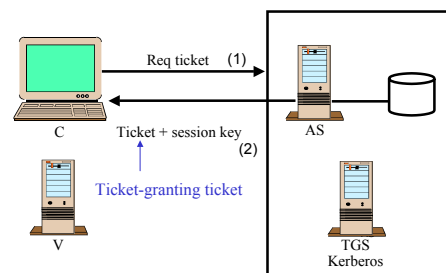 Req ticket (1)
C
Ticket + session key
(2)
AS
Ticket-granting ticket
V
TGS
Kerberos